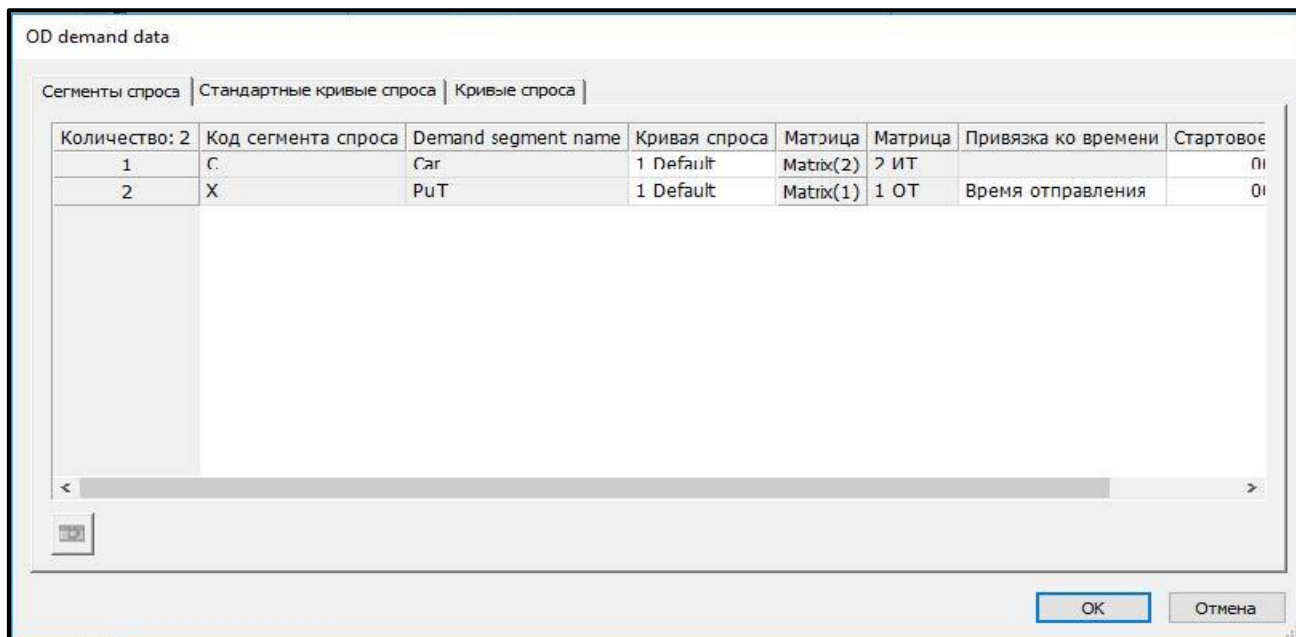 OD demand data
Сегменты спроса Стандартные кривые спроса Кривые спроса
Количество: 2 Код сегмента спроса Demand segment name Кривая спроса Матрица Матрица Привязка ко времени Стартовое
1 C Car 1 Default Matrix(2) 2 ИТ
2 X PuT 1 Default Matrix(1) 1 ОТ Время отправления
OK Отмена